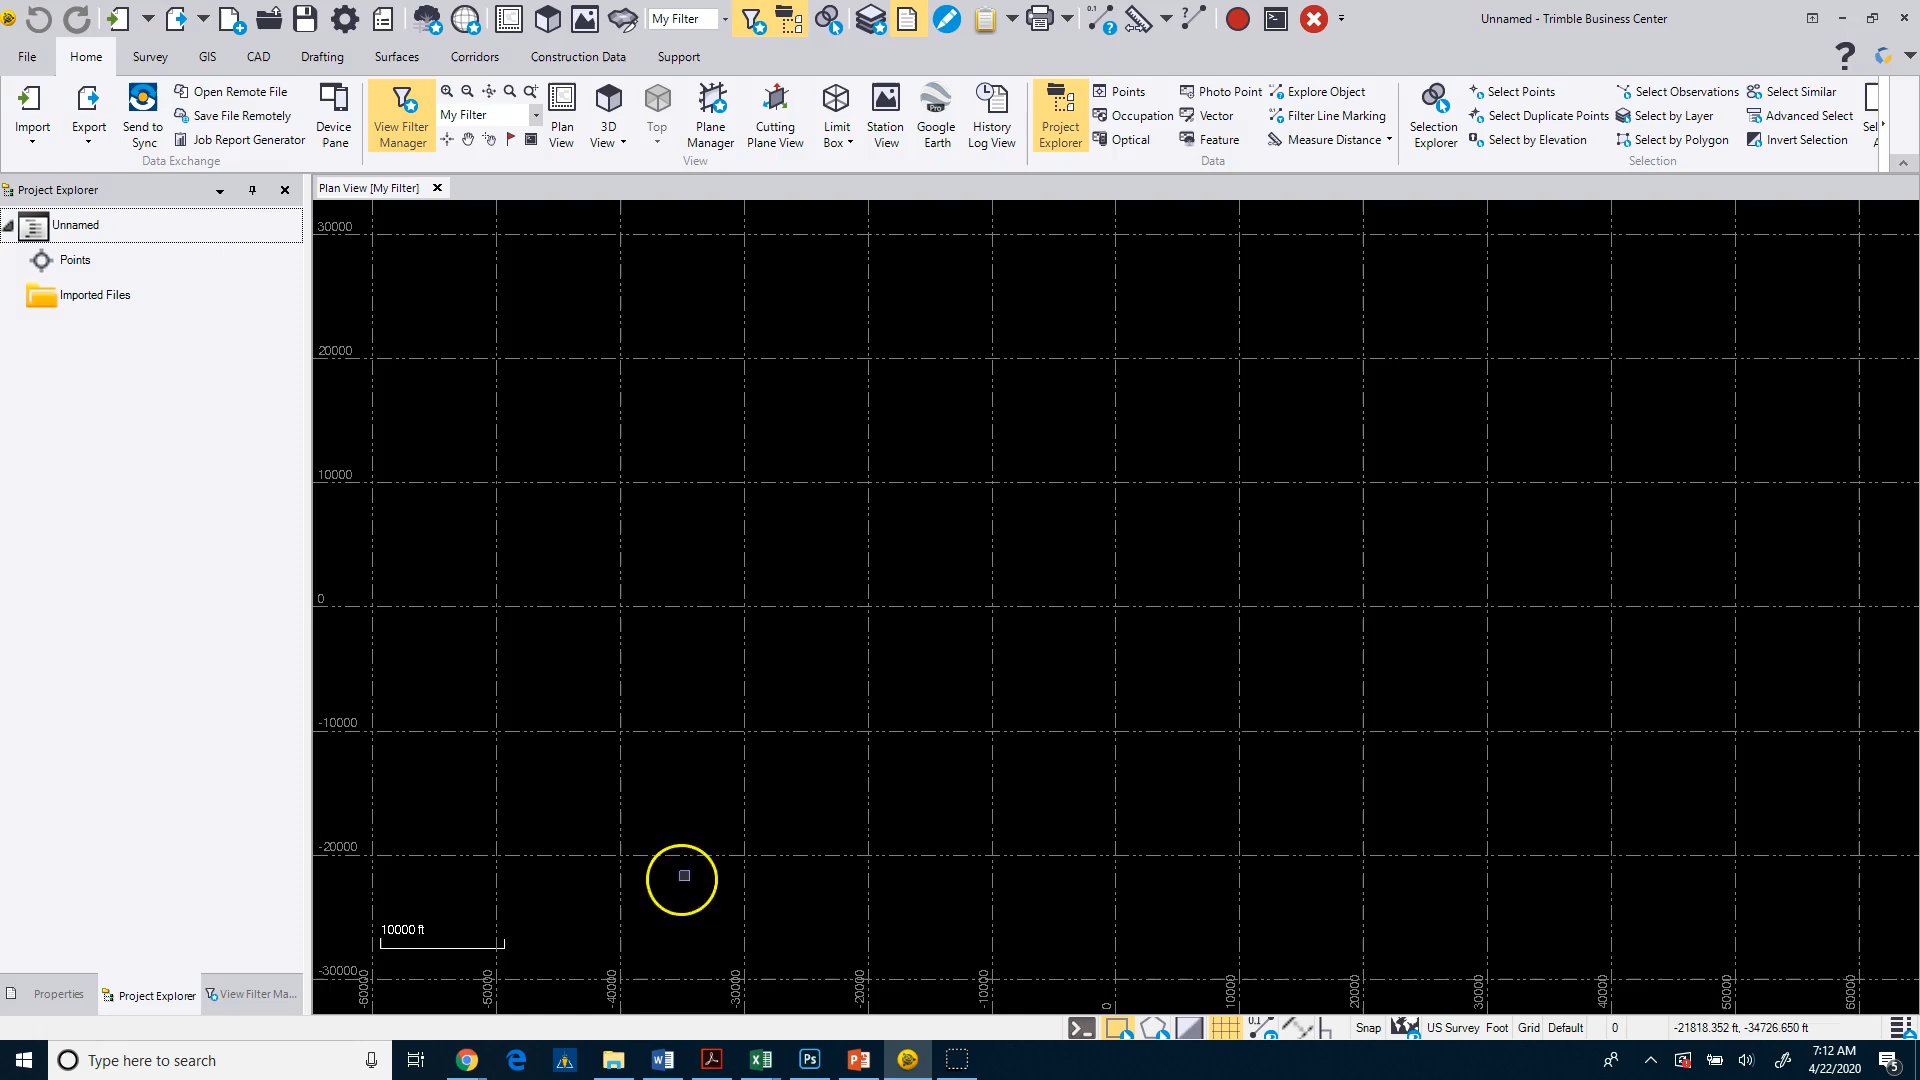 My Filter
Unnamed - Trimble Business Center
File Home Survey GIS CAD Drafting Surfaces Corridors Construction Data Support
Import
Export
Send to Sync
Open Remote File
Save File Remotely
Job Report Generator
Device Pane
Data Exchange
View Filter Manager
My Filter
Plan View
3D View
Top
Plane Manager
Cutting Plane View
Limit Box
Station View
Google Earth
History Log View
View
Project Explorer
Points
Occupation
Optical
Photo Point
Vector
Feature
Explore Object
Filter Line Marking
Measure Distance
Data
Selection Explorer
Select Points
Select Duplicate Points
Select by Elevation
Select Observations
Select by Layer
Select by Polygon
Select Similar
Advanced Select
Invert Selection
Selection
Project Explorer
Unnamed
Points
Imported Files
Plan View [My Filter]
30000
20000
10000
0
-10000
-20000
-30000
10000 ft
-60000 -50000 -40000 -30000 -20000 -10000 0 10000 20000 30000 40000 50000 60000
Properties Project Explorer View Filter Ma...
Snap US Survey Foot Grid Default 0 -21818.352 ft, -34726.650 ft
Type here to search
7:12 AM
4/22/2020
5